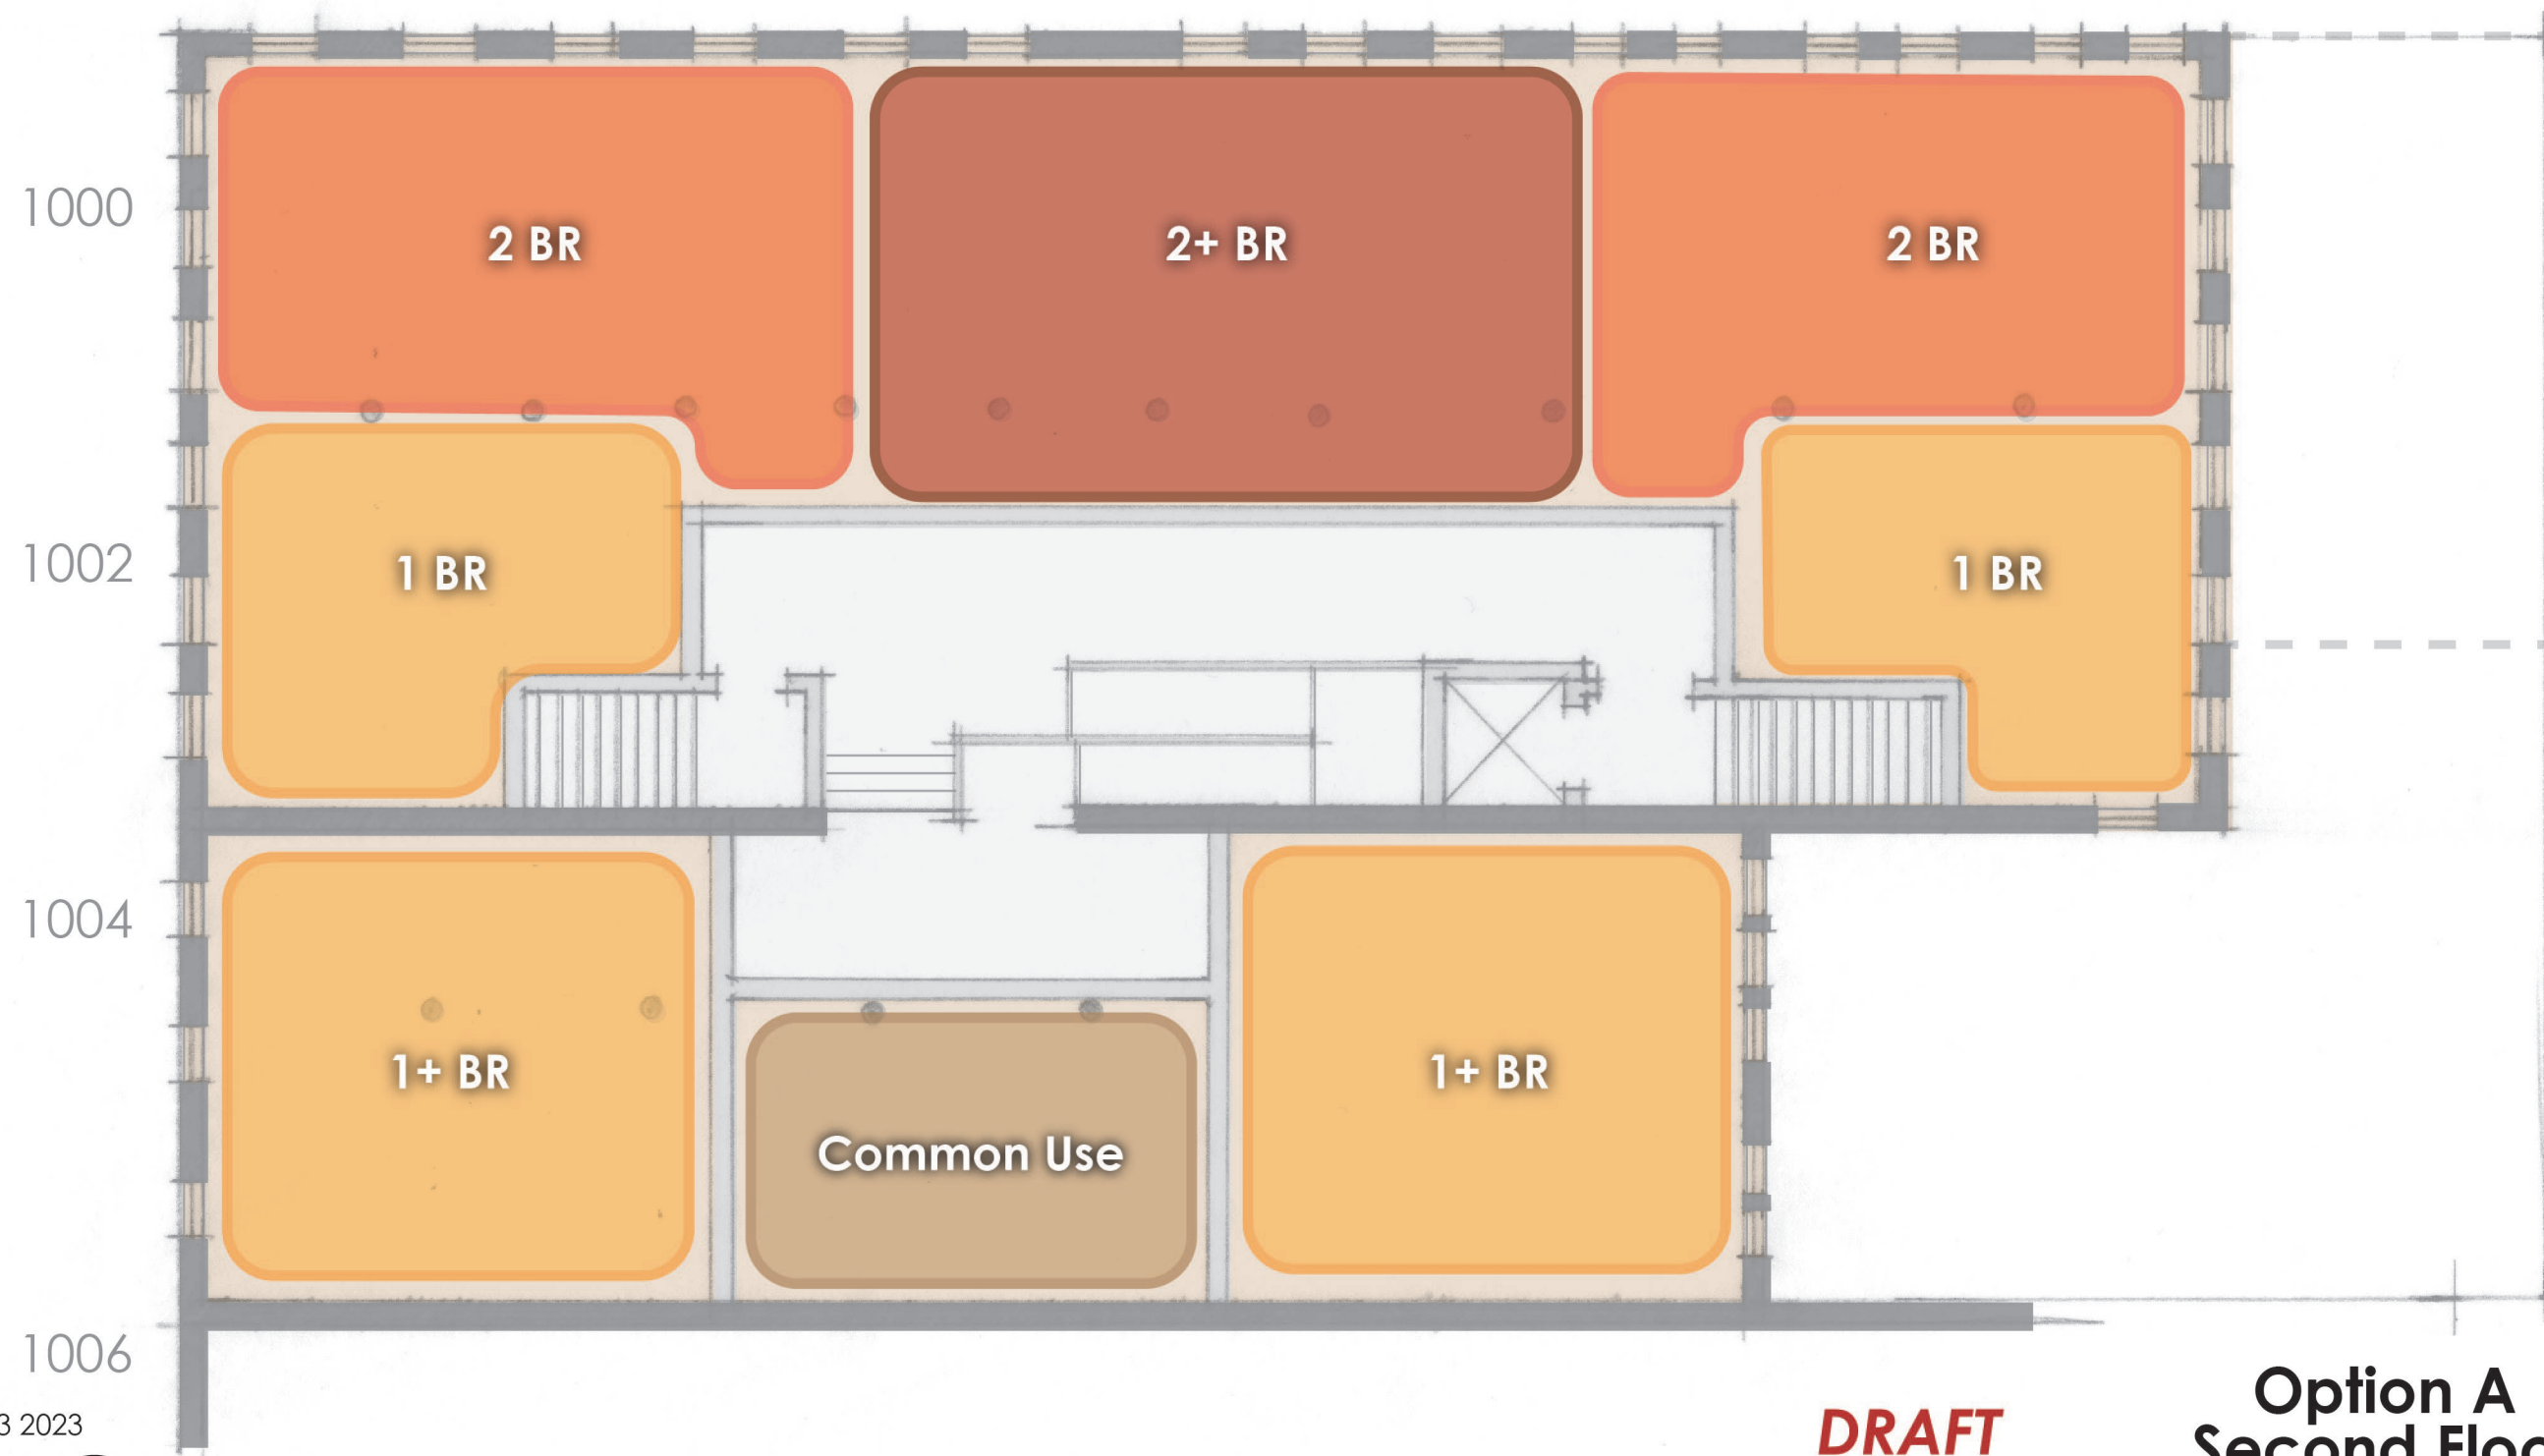 1000
2 BR
2+ BR
2 BR
1002
1 BR
1 BR
1004
1+ BR
1+ BR
Common Use
1006
3 2023
DRAFT
Option A
Second